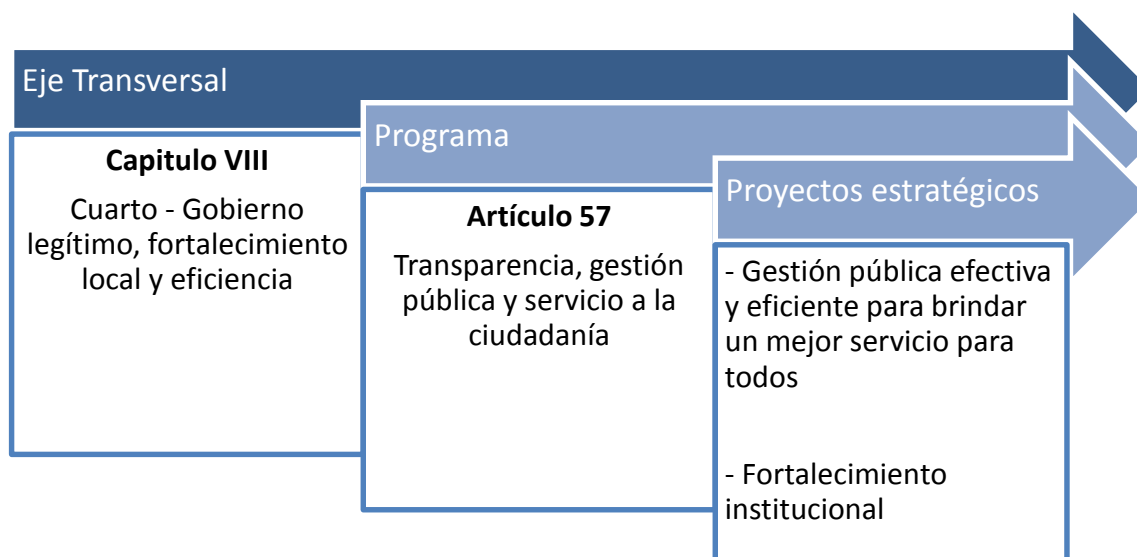 Eje Transversal
Capitulo VIII
Cuarto - Gobierno
legítimo, fortalecimiento
local y eficiencia
Programa
Artículo 57
Transparencia, gestión
pública y servicio a la
ciudadanía
Proyectos estratégicos
- Gestión pública efectiva
y eficiente para brindar
un mejor servicio para
todos
- Fortalecimiento
institucional